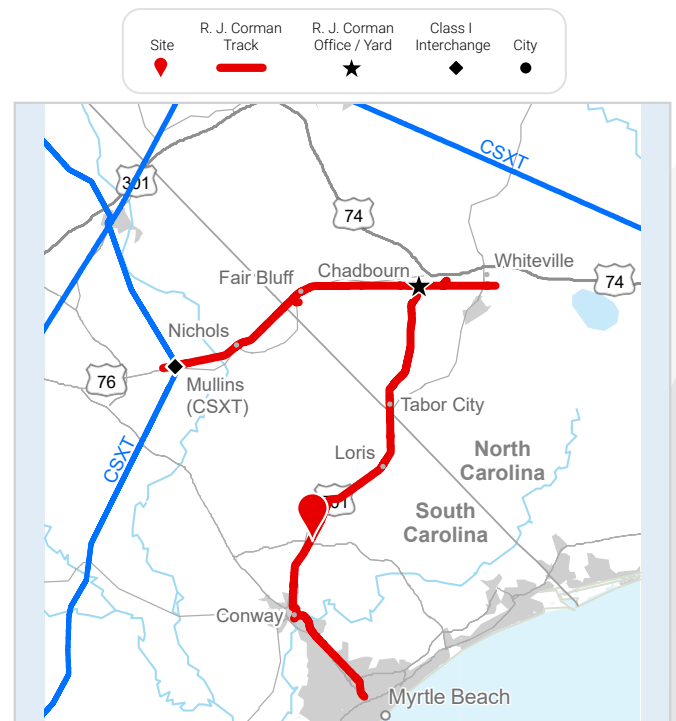 R. J. Corman
Track
R. J. Corman
Office / Yard
Class I
Interchange
Site
City
CSXT
301
74
Whiteville
Chadbourn
Fair Bluff
74
Nichols
76
Mullins
(CSXT)
Tabor City
CSXT
Loris
North
Carolina
South
Carolina
Conway
Myrtle Beach